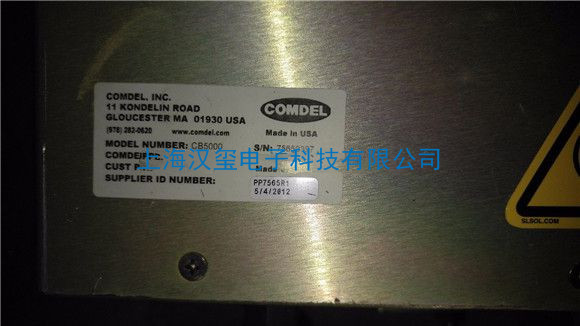 COMDEL, INC.
11 KONDELIN ROAD
GLOUCESTER MA 01930 USA
(978) 282-0620 www.comdel.com
COMDEL
Made in USA
MODEL NUMBER: CB5000 S/N:
上海汉玺电子科技有限公司
CUST P Made
SUPPLIER ID NUMBER: PP7565R1
5/4/2012
SLSOL.COM